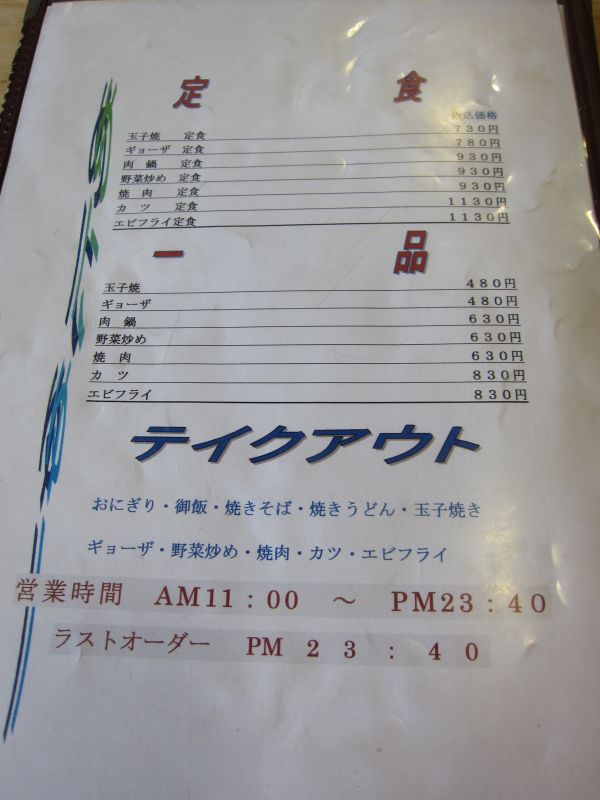 定食
税込価格
玉子焼 定食 730円
ギョーザ 定食 780円
肉鍋 定食 930円
野菜炒め 定食 930円
焼肉 定食 930円
カツ 定食 1130円
エビフライ定食 1130円
一品
玉子焼 480円
ギョーザ 480円
肉鍋 630円
野菜炒め 630円
焼肉 630円
カツ 830円
エビフライ 830円
テイクアウト
おにぎり・御飯・焼きそば・焼きうどん・玉子焼き
ギョーザ・野菜炒め・焼肉・カツ・エビフライ
営業時間 AM11:00 ~ PM23:40
ラストオーダー PM 23:40